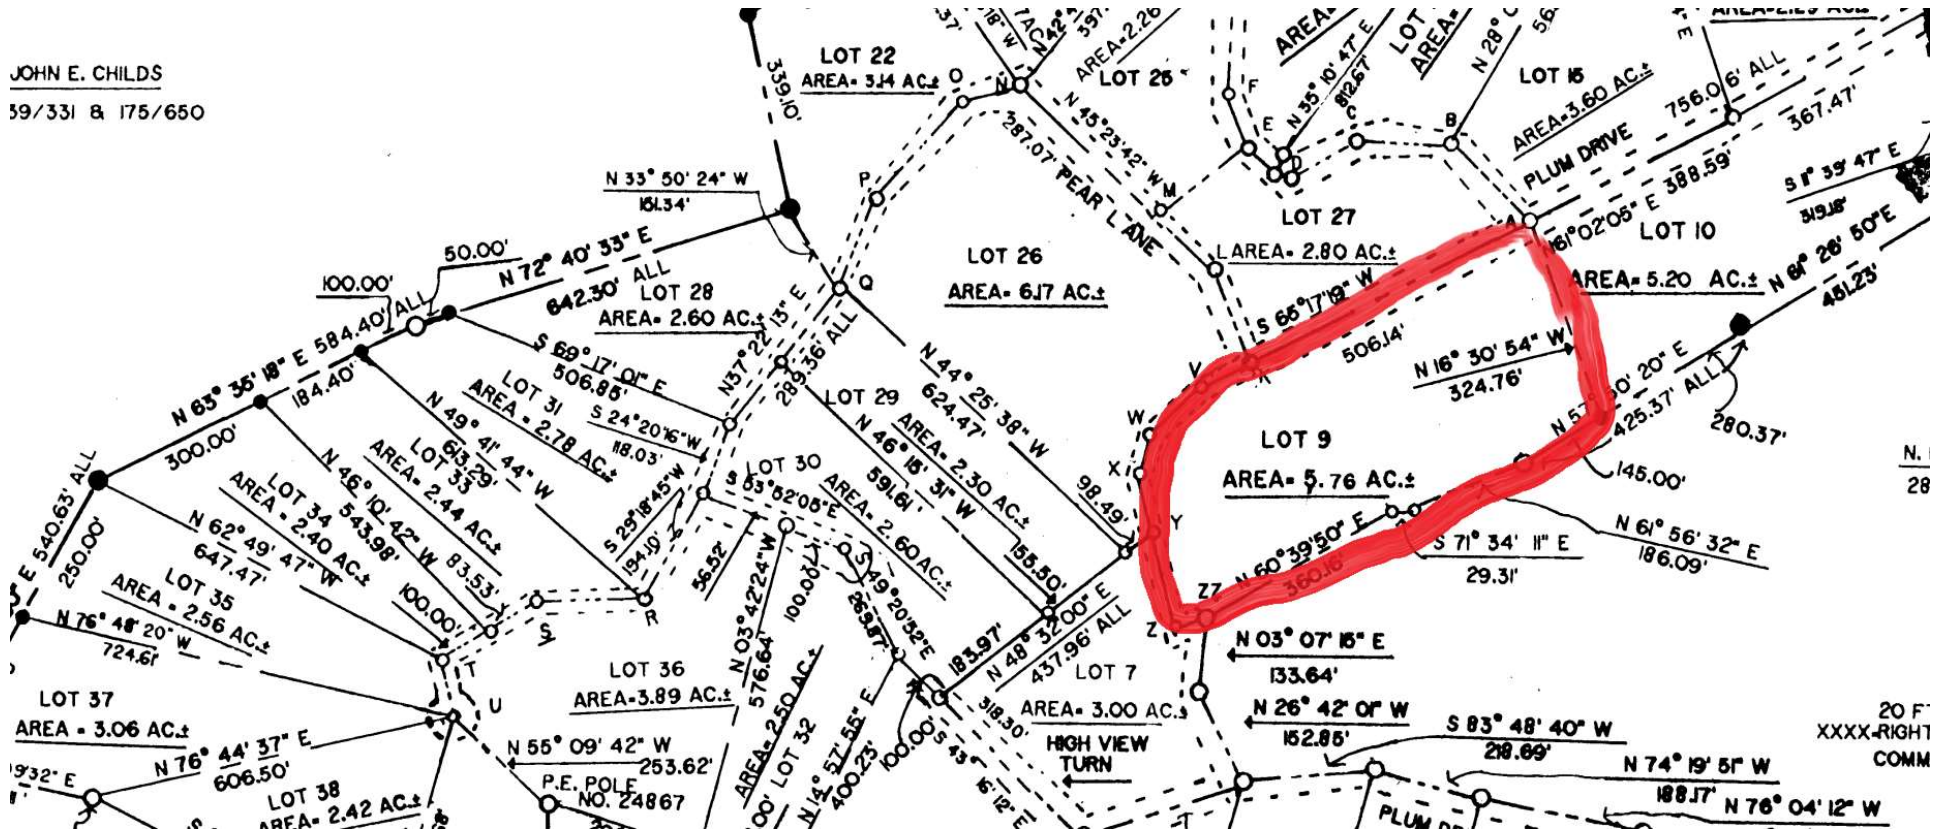 JOHN E. CHILDS
39/331 & 175/650
LOT 22
AREA= 3.14 AC.±
339.10'
N 33° 50' 24" W
151.34'
50.00'
100.00'
N 72° 40' 33" E
642.30' ALL
N 63° 35' 18" E 584.40' ALL
184.40'
300.00'
E 540.63' ALL
250.00'
LOT 28
AREA= 2.60 AC.±
S 69° 17' 01" E
506.85'
LOT 31
AREA = 2.78 AC.±
N 49° 41' 44" W
613.29'
LOT 33
AREA = 2.44 AC.±
N 46° 10' 42" W
543.98'
83.53'
LOT 34
AREA = 2.40 AC.±
N 62° 49' 47" W
647.47'
100.00'
LOT 35
AREA = 2.56 AC.±
N 76° 48' 20" W
724.61'
LOT 37
AREA = 3.06 AC.±
N 76° 44' 37" E
606.50'
LOT 38
AREA = 2.42 AC.±
N 55° 09' 42" W
253.62'
P.E. POLE
NO. 24867
LOT 36
AREA=3.89 AC.±
N37° 22' 13" E
289.36' ALL
S 24° 20'16" W
118.03'
S 29° 18' 45" W
194.10'
S 53° 52' 05" E
56.52'
LOT 29
AREA= 2.30 AC.±
N 46° 15' 31" W
591.61'
155.50'
LOT 30
AREA= 2.60 AC.±
S 49° 20' 52" E
269.87'
100.00'
N 03° 42' 24" W
576.64'
AREA= 2.50 AC.±
LOT 32
N 14° 57' 55" E
400.23'
100.00'
183.97'
N 48° 32' 00" E
437.96' ALL
318.30'
S 43° 16' 12" E
N 44° 25' 38" W
624.47'
98.49'
LOT 26
AREA= 6.17 AC.±
N 45° 23' 42" W
287.07'
PEAR LANE
LOT 25
AREA= 2.26
N 35° 10' 47" E
812.67'
LOT 27
AREA = 2.80 AC.±
LOT 15
AREA=3.60 AC.±
PLUM DRIVE
756.06' ALL
367.47'
61° 02' 05" E
388.59'
LOT 10
AREA= 5.20 AC.±
S 11° 39' 47" E
319.18'
N 61° 26' 50" E
451.23'
S 65° 17' 19" W
506.14'
N 16° 30' 54" W
324.76'
20" E
425.37' ALL
280.37'
145.00'
LOT 9
AREA= 5.76 AC.±
N 61° 56' 32" E
186.09'
S 71° 34' 11" E
29.31'
N 60° 39' 50" E
360.16'
N 03° 07' 15" E
133.64'
LOT 7
AREA= 3.00 AC.±
HIGH VIEW
TURN
N 26° 42' 01" W
152.85'
S 83° 48' 40" W
218.69'
N 74° 19' 51" W
188.17'
N 76° 04' 12" W
20 F
XXXX-RIGHT
COMM
A
B
C
D
E
F
M
N
O
P
Q
R
S
T
U
V
W
X
Y
Z
ZZ